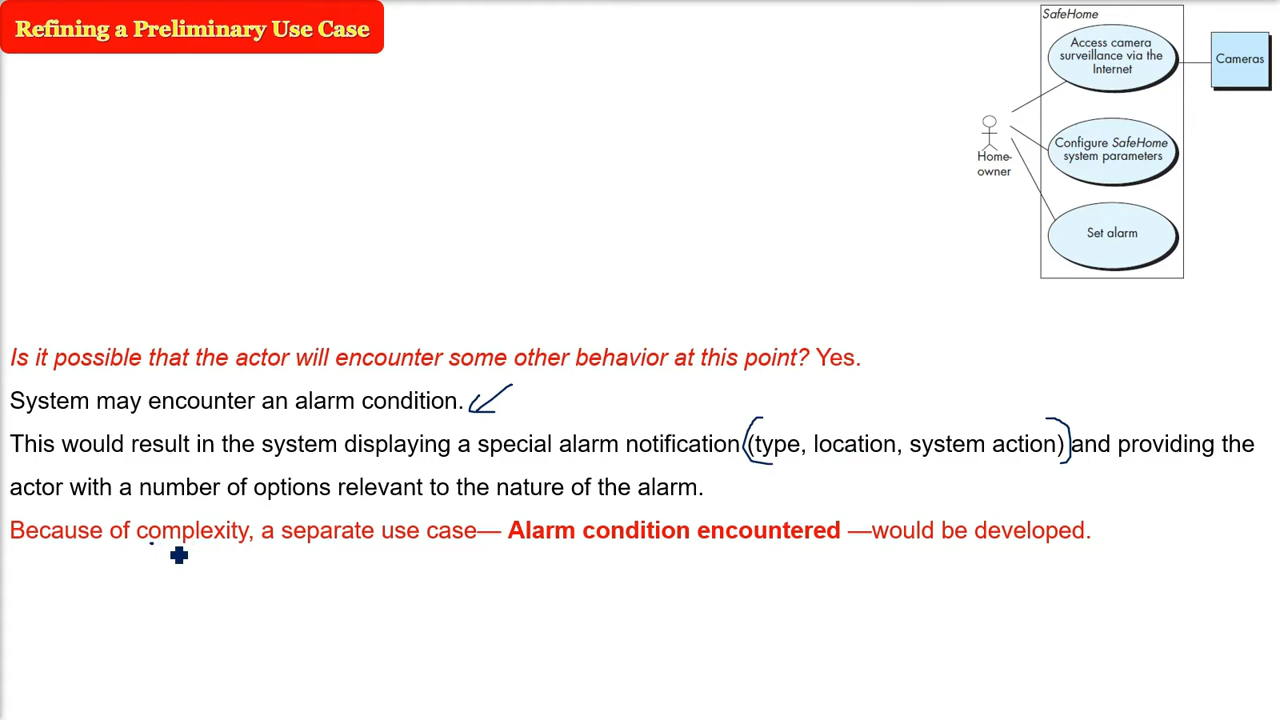 Refining a Preliminary Use Case
SafeHome
Access camera
surveillance via the
Internet
Cameras
Configure SafeHome
system parameters
Home-
owner
Set alarm
Is it possible that the actor will encounter some other behavior at this point? Yes.
System may encounter an alarm condition.
This would result in the system displaying a special alarm notification (type, location, system action) and providing the
actor with a number of options relevant to the nature of the alarm.
Because of complexity, a separate use case— Alarm condition encountered —would be developed.